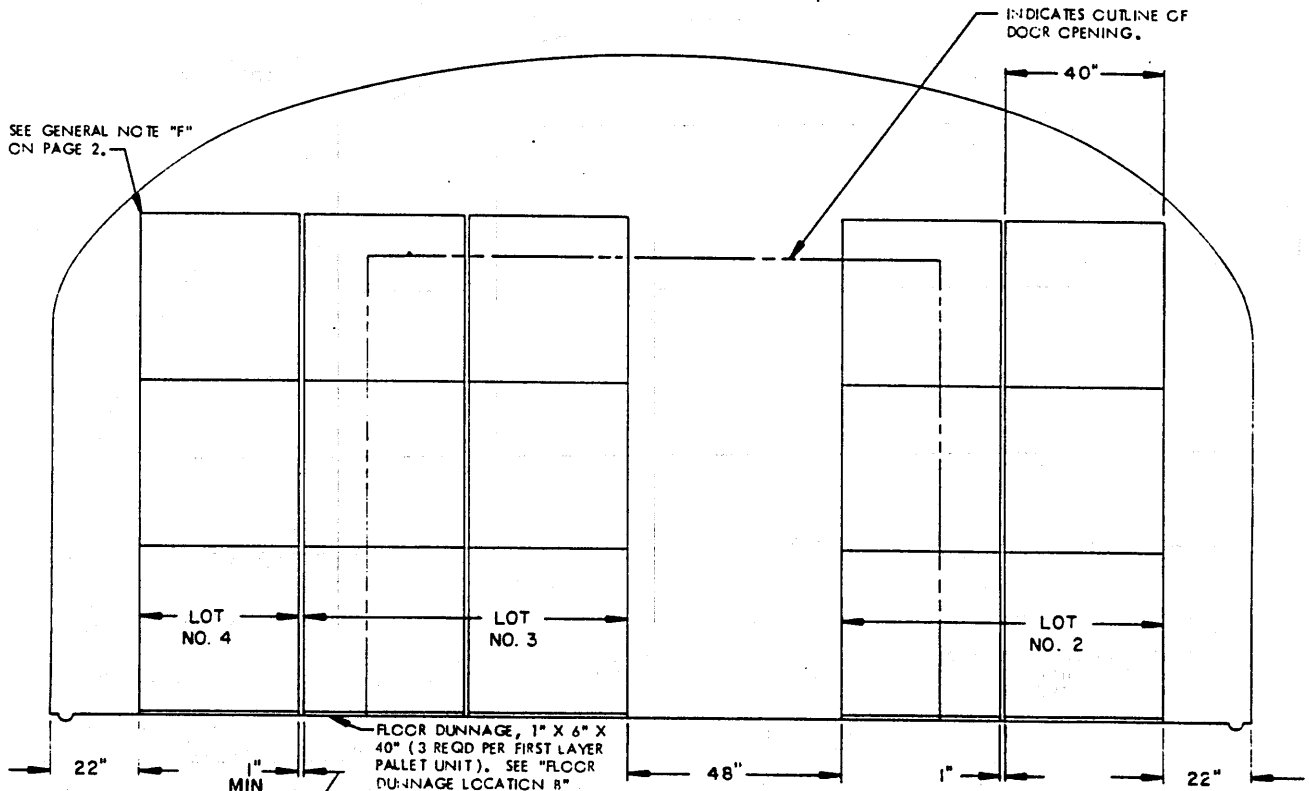 INDICATES OUTLINE OF
DOOR OPENING.
40"
SEE GENERAL NOTE "F"
ON PAGE 2.
LOT
NO. 4
LOT
NO. 3
LOT
NO. 2
FLOOR DUNNAGE, 1" X 6" X
40" (3 REQD PER FIRST LAYER
PALLET UNIT). SEE "FLOOR
DUNNAGE LOCATION B"
22"
1"
MIN
48"
1"
22"